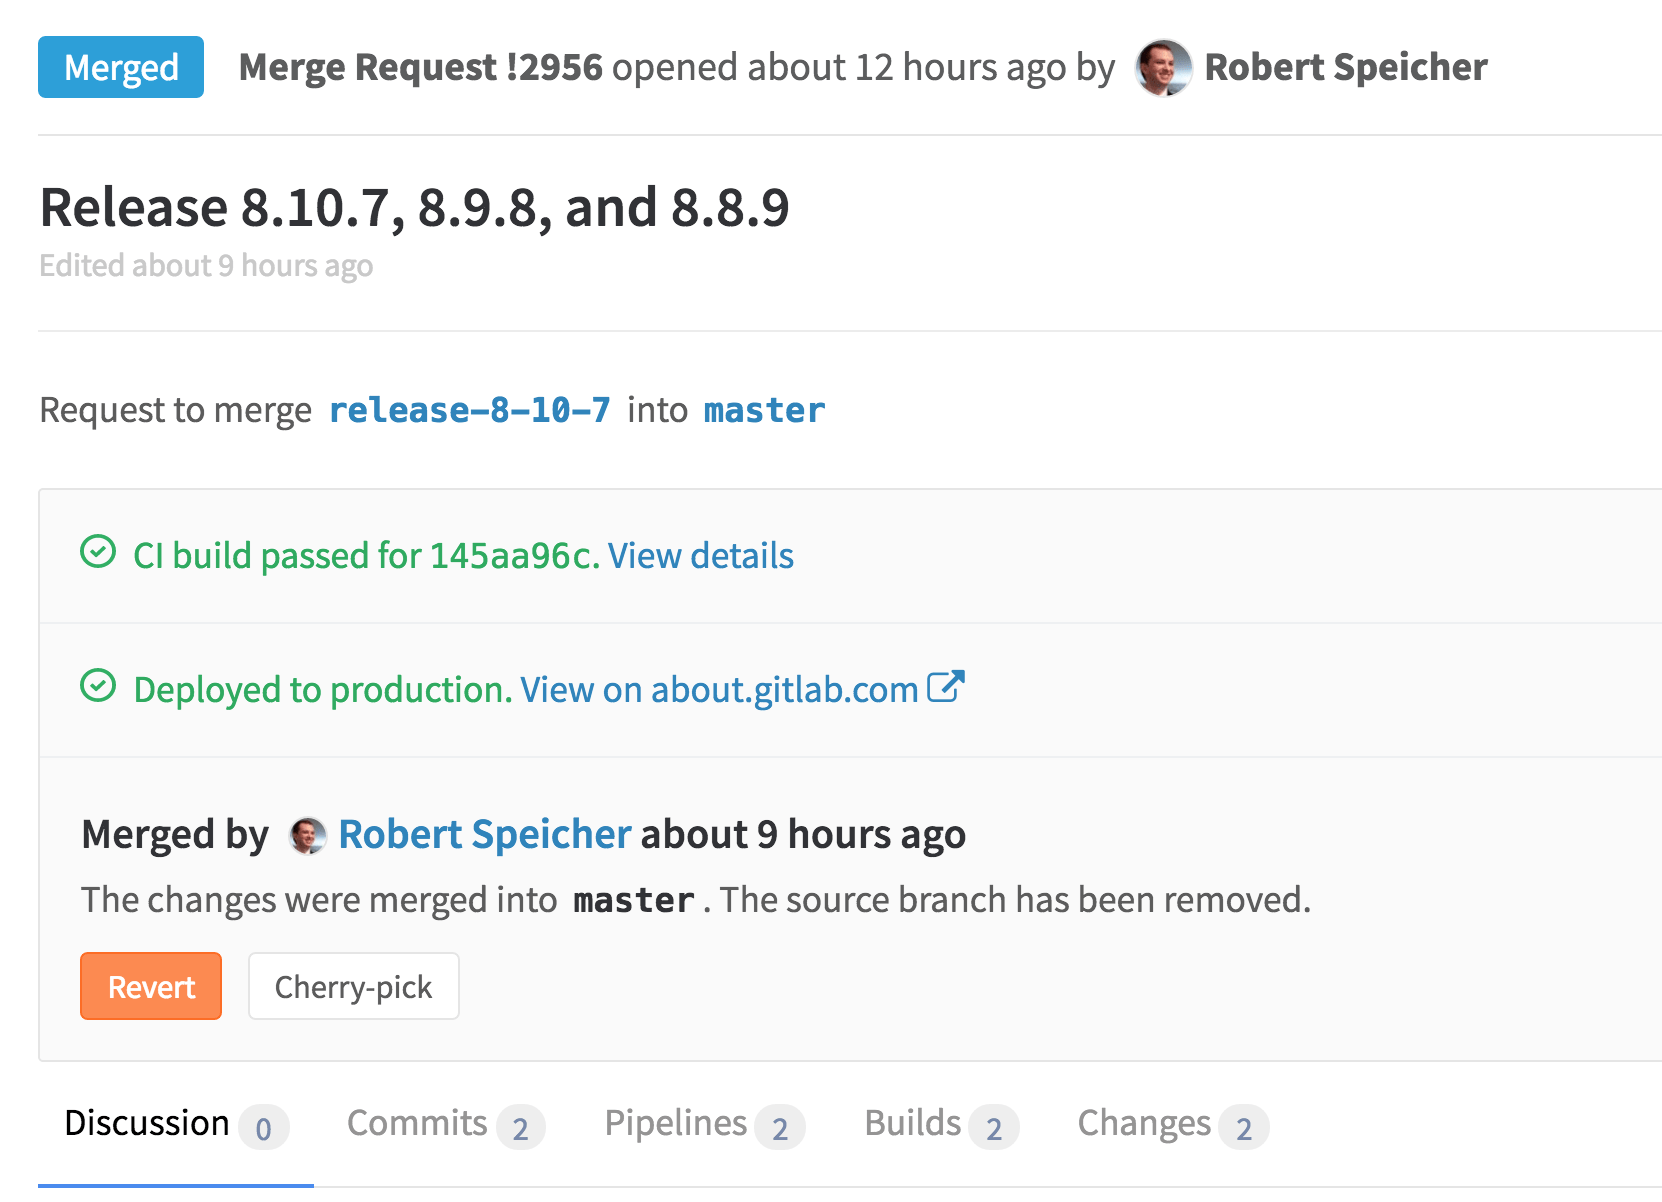 Merged Merge Request !2956 opened about 12 hours ago by Robert Speicher
Release 8.10.7, 8.9.8, and 8.8.9
Edited about 9 hours ago
Request to merge release-8-10-7 into master
CI build passed for 145aa96c. View details
Deployed to production. View on about.gitlab.com
Merged by Robert Speicher about 9 hours ago
The changes were merged into master. The source branch has been removed.
Revert Cherry-pick
Discussion 0 Commits 2 Pipelines 2 Builds 2 Changes 2